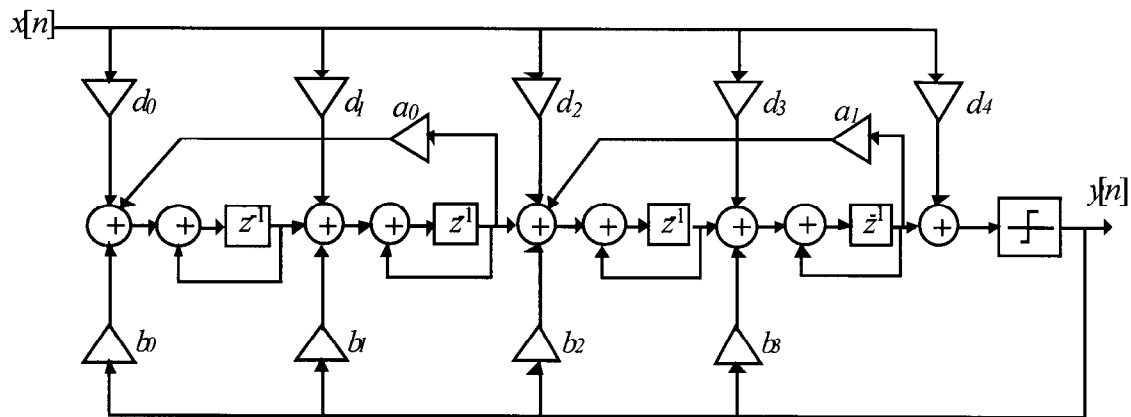 x[n]
d0 d1 d2 d3 d4
a0 a1
y[n]
+ + z-1 + + z-1 + + z-1 + + z-1 +
b0 b1 b2 b3